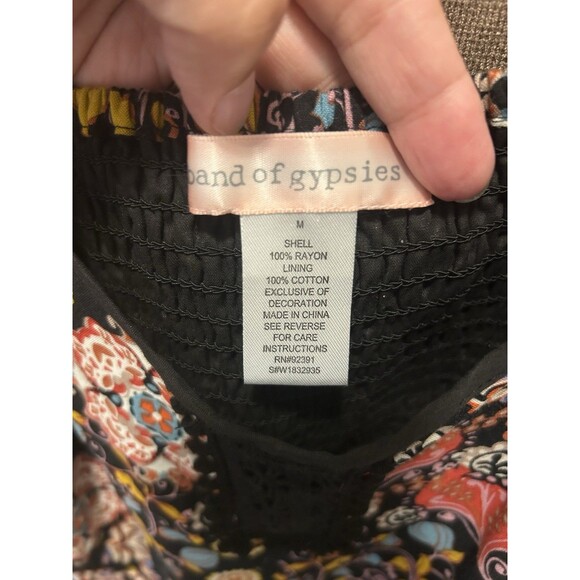 band of gypsies
M
SHELL
100% RAYON
LINING
100% COTTON
EXCLUSIVE OF
DECORATION
MADE IN CHINA
SEE REVERSE
FOR CARE
INSTRUCTIONS
RN#92391
S#W1832935